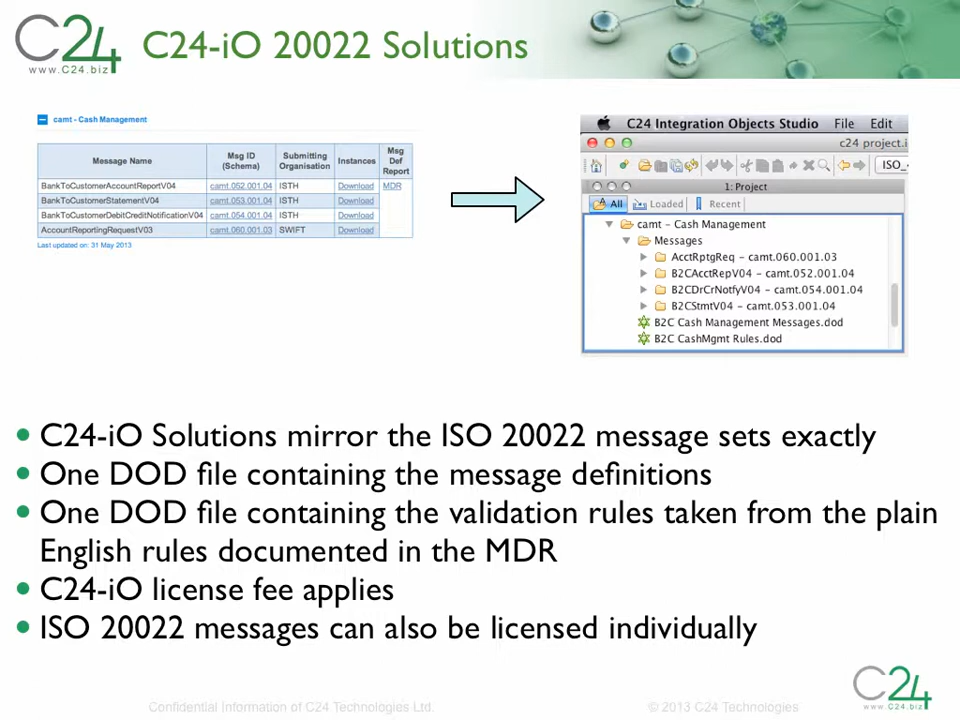 C24
www.C24.biz
C24-iO 20022 Solutions
camt - Cash Management
Message Name Msg ID (Schema) Submitting Organisation Instances Msg Def Report
BankToCustomerAccountReportV04 camt.052.001.04 ISTH Download MDR
BankToCustomerStatementV04 camt.053.001.04 ISTH Download
BankToCustomerDebitCreditNotificationV04 camt.054.001.04 ISTH Download
AccountReportingRequestV03 camt.060.001.03 SWIFT Download
Last updated on: 31 May 2013
C24 Integration Objects Studio File Edit
c24 project.i
ISO_
1: Project
All Loaded Recent
camt - Cash Management
Messages
AcctRptgReq - camt.060.001.03
B2CAcctRepV04 - camt.052.001.04
B2CDrCrNotfyV04 - camt.054.001.04
B2CStmtV04 - camt.053.001.04
B2C Cash Management Messages.dod
B2C CashMgmt Rules.dod
• C24-iO Solutions mirror the ISO 20022 message sets exactly
• One DOD file containing the message definitions
• One DOD file containing the validation rules taken from the plain
English rules documented in the MDR
• C24-iO license fee applies
• ISO 20022 messages can also be licensed individually
Confidential Information of C24 Technologies Ltd.
© 2013 C24 Technologies
C24
www.C24.biz